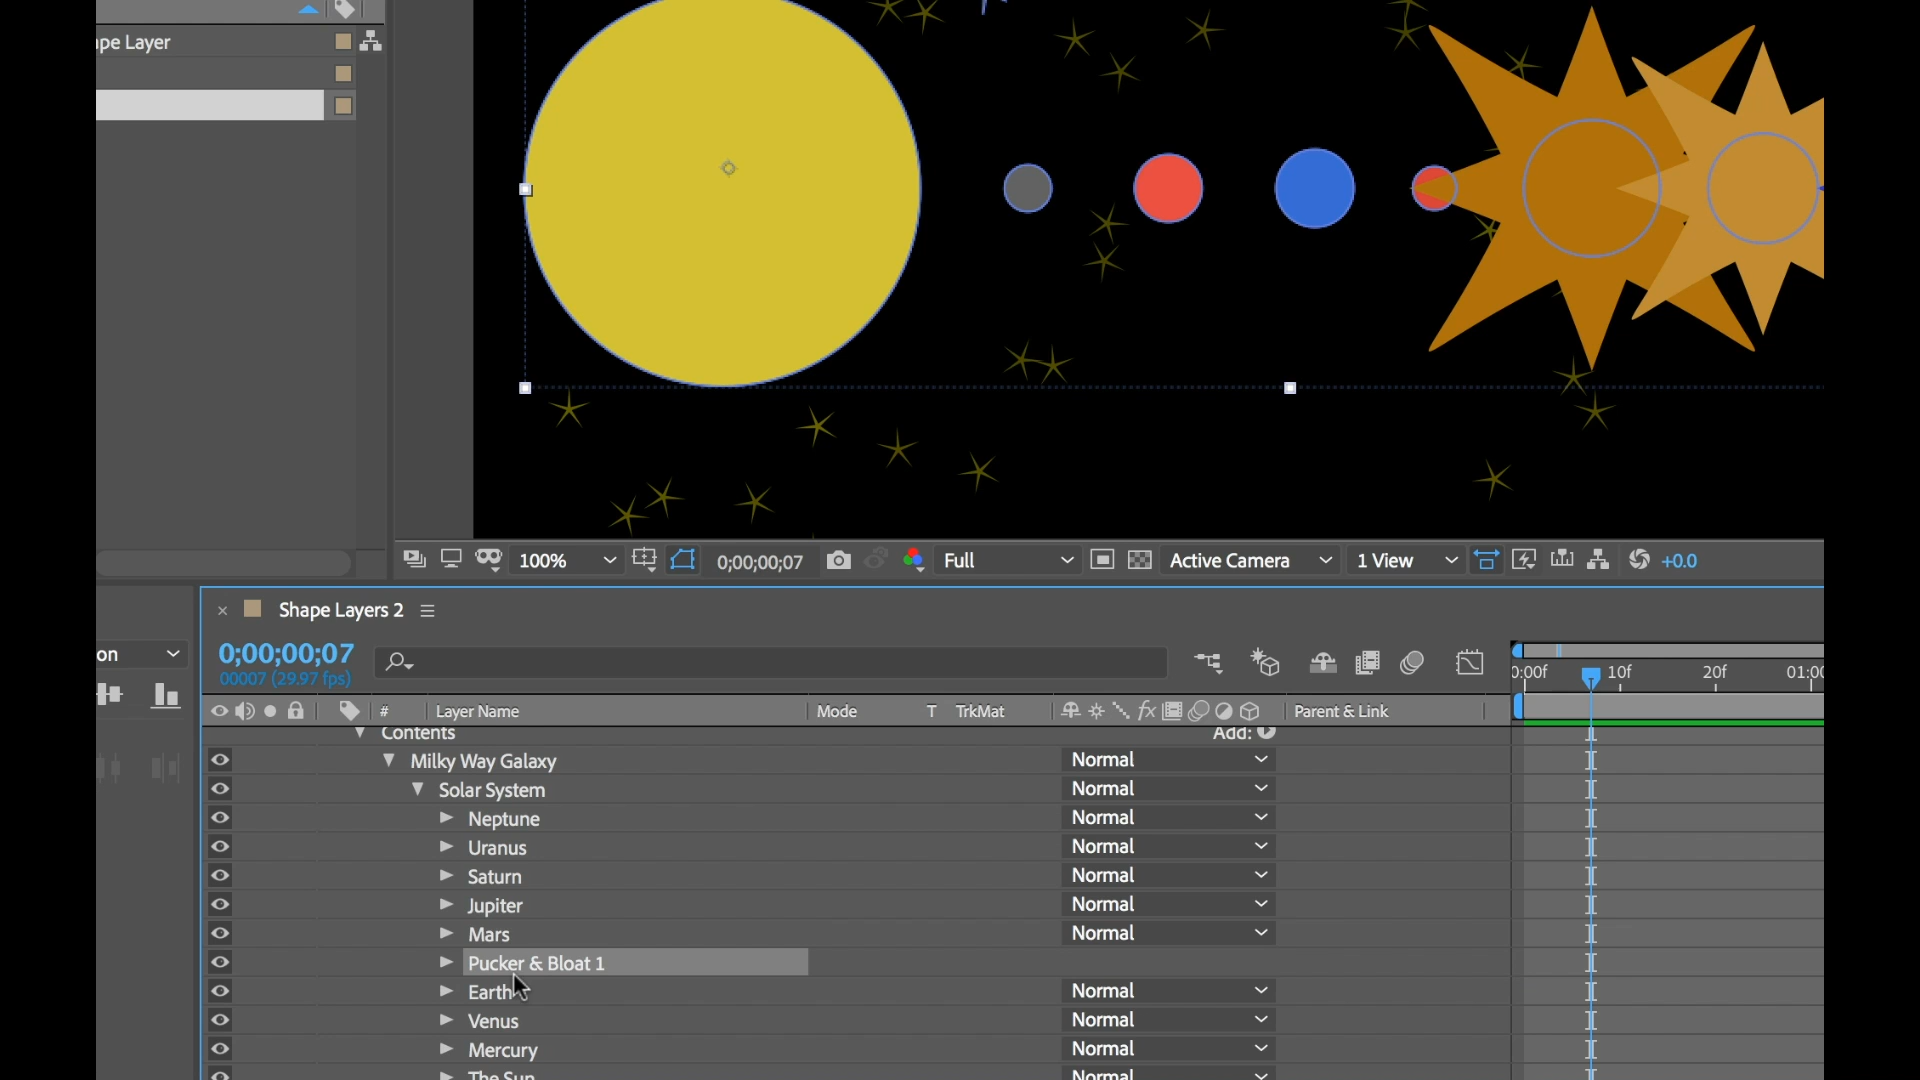 ape Layer
100%
0;00;00;07
Full
Active Camera
1 View
+0.0
Shape Layers 2
on
0;00;00;07
00007 (29.97 fps)
0:00f
10f
20f
01:00
#
Layer Name
Mode
T
TrkMat
fx
Parent & Link
Contents
Add:
Milky Way Galaxy
Normal
Solar System
Normal
Neptune
Normal
Uranus
Normal
Saturn
Normal
Jupiter
Normal
Mars
Normal
Pucker & Bloat 1
Earth
Normal
Venus
Normal
Mercury
Normal
The Sun
Normal